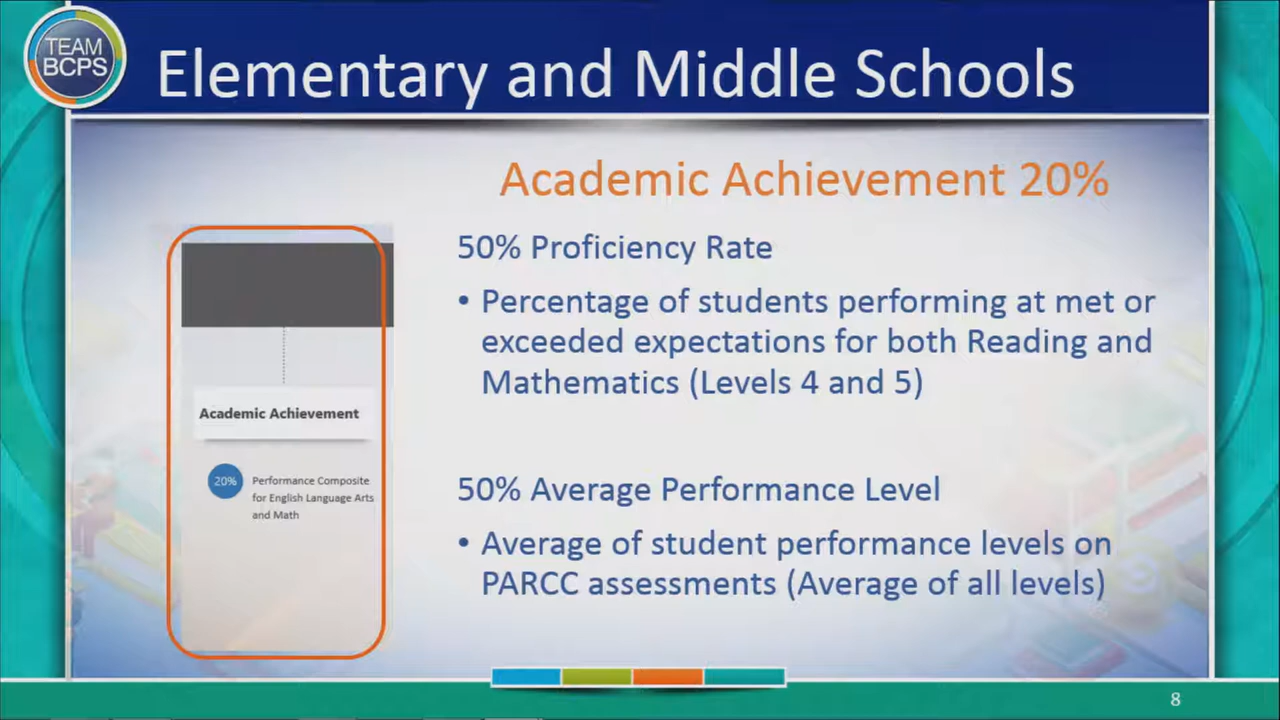 TEAM
BCPS
Elementary and Middle Schools
Academic Achievement 20%
50% Proficiency Rate
• Percentage of students performing at met or
exceeded expectations for both Reading and
Mathematics (Levels 4 and 5)
50% Average Performance Level
• Average of student performance levels on
PARCC assessments (Average of all levels)
Academic Achievement
20%
Performance Composite
for English Language Arts
and Math
8